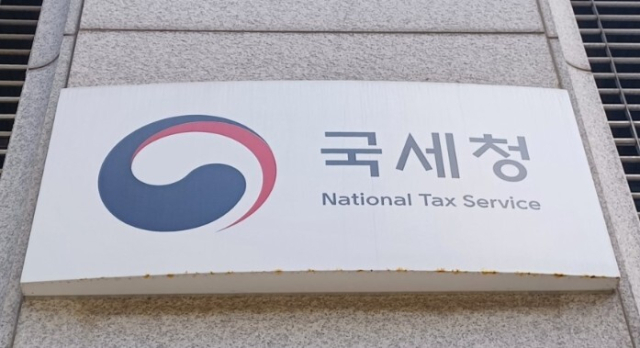 국세청
National Tax Service